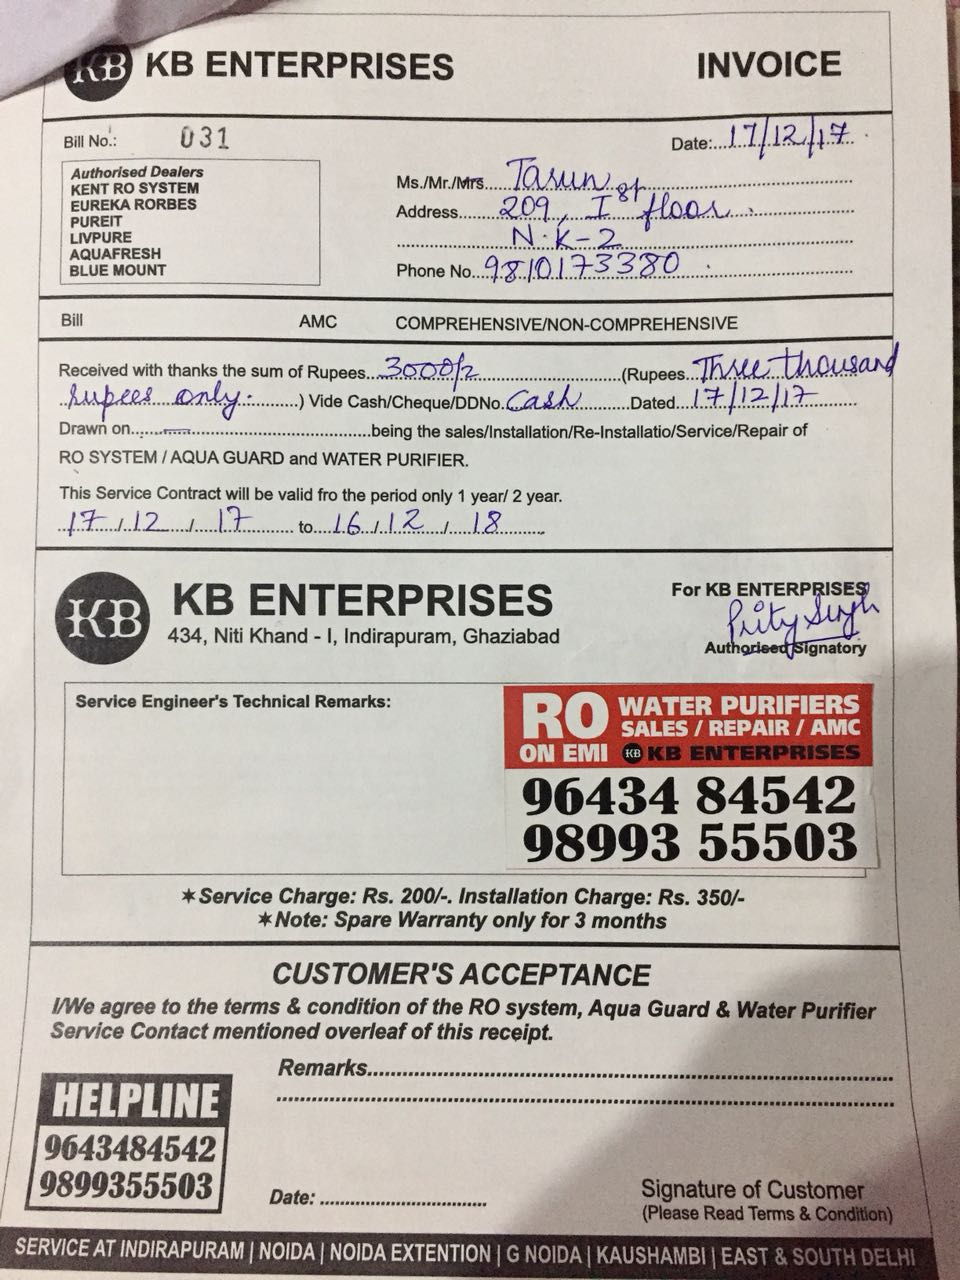 KB KB ENTERPRISES INVOICE
Bill No.: 031 Date:...17/12/17
Authorised Dealers
KENT RO SYSTEM
EUREKA RORBES
PUREIT
LIVPURE
AQUAFRESH
BLUE MOUNT
Ms./Mr./Mrs....Tarun
Address......209, Ist floor
N.K-2
Phone No...9810173380
Bill AMC COMPREHENSIVE/NON-COMPREHENSIVE
Received with thanks the sum of Rupees...3000/-...(Rupees...Three thousand
rupees only.......) Vide Cash/Cheque/DDNo. Cash.......Dated...17/12/17
Drawn on.....—.....being the sales/Installation/Re-Installatio/Service/Repair of
RO SYSTEM / AQUA GUARD and WATER PURIFIER.
This Service Contract will be valid fro the period only 1 year/ 2 year.
17 / 12 / 17 to 16 / 12 / 18
KB KB ENTERPRISES
434, Niti Khand - I, Indirapuram, Ghaziabad
For KB ENTERPRISES
Prity Singh
Authorised Signatory
Service Engineer's Technical Remarks:
RO WATER PURIFIERS
SALES / REPAIR / AMC
ON EMI KB KB ENTERPRISES
96434 84542
98993 55503
✶Service Charge: Rs. 200/-. Installation Charge: Rs. 350/-
✶Note: Spare Warranty only for 3 months
CUSTOMER'S ACCEPTANCE
I/We agree to the terms & condition of the RO system, Aqua Guard & Water Purifier
Service Contact mentioned overleaf of this receipt.
Remarks.....
HELPLINE
9643484542
9899355503
Date: .....
Signature of Customer
(Please Read Terms & Condition)
SERVICE AT INDIRAPURAM | NOIDA | NOIDA EXTENTION | G NOIDA | KAUSHAMBI | EAST & SOUTH DELHI